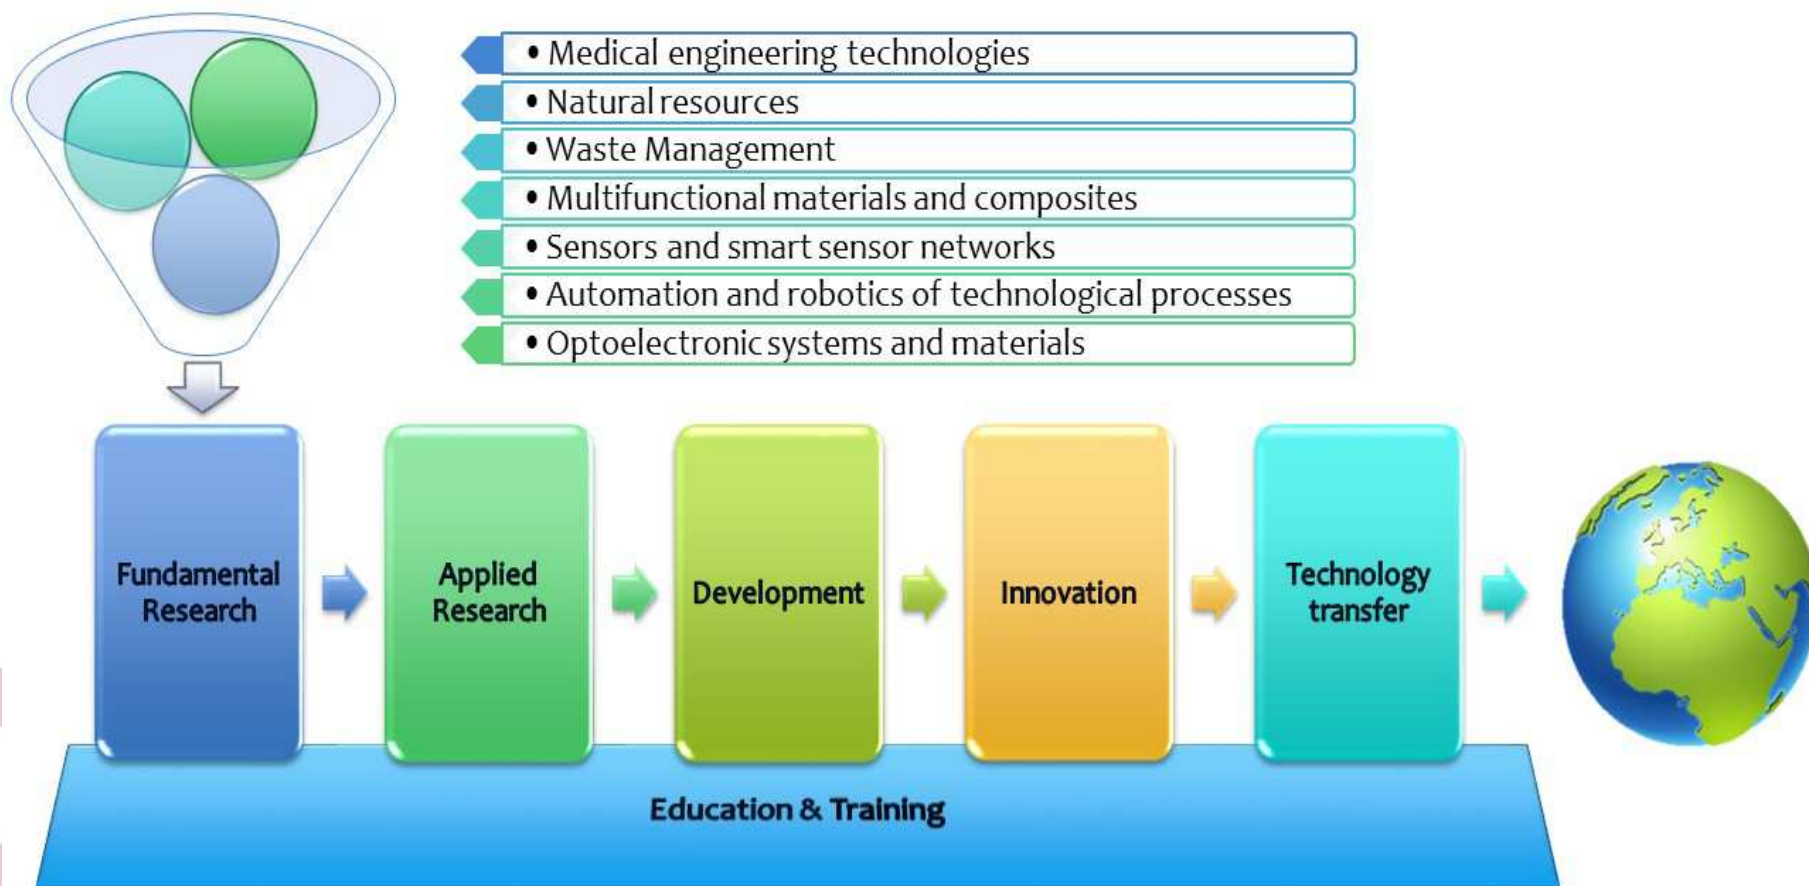 • Medical engineering technologies
• Natural resources
• Waste Management
• Multifunctional materials and composites
• Sensors and smart sensor networks
• Automation and robotics of technological processes
• Optoelectronic systems and materials
Fundamental
Research
Applied
Research
Development
Innovation
Technology
transfer
Education & Training